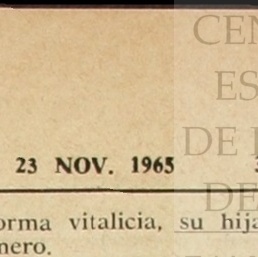 CEN
ES
DE
DE
23 NOV. 1965
orma vitalicia, su hija
nero.